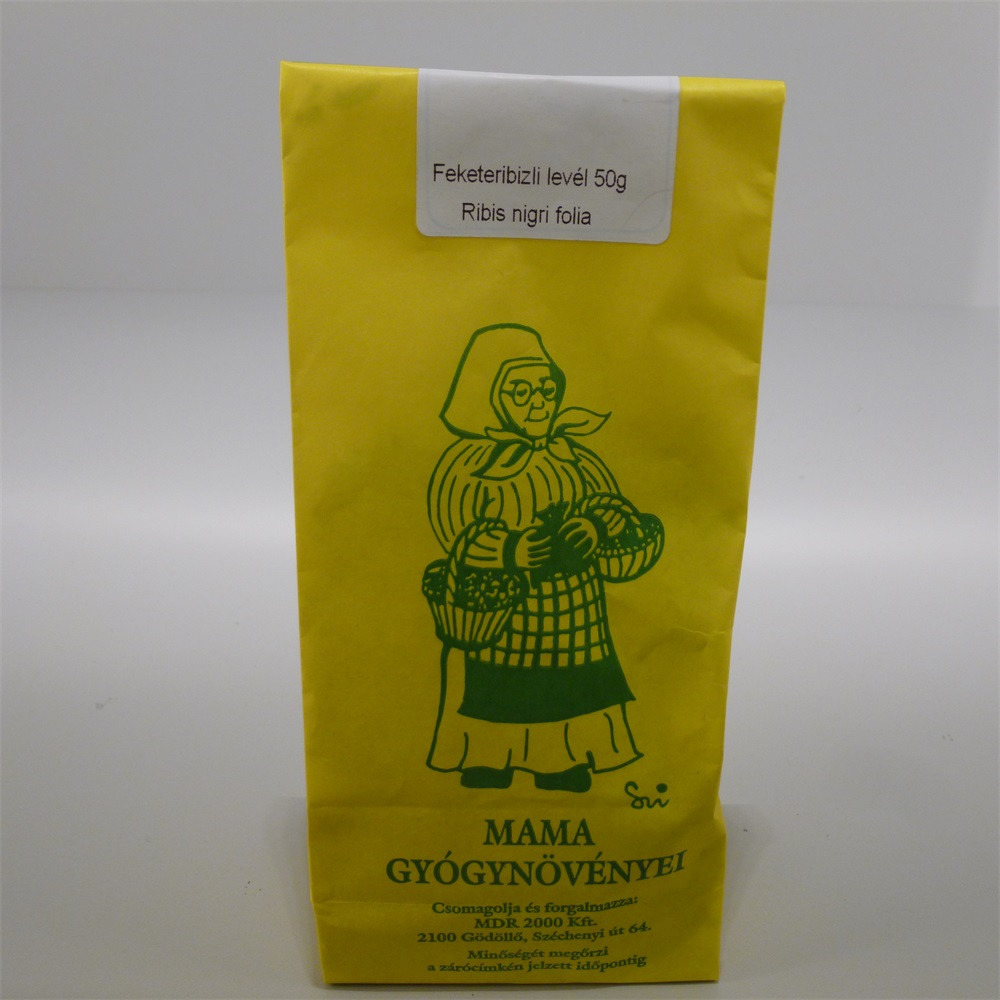 Feketeribizli levél 50g
Ribis nigri folia
Sri
MAMA
GYÓGYNÖVÉNYEI
Csomagolja és forgalmazza:
MDR 2000 Kft.
2100 Gödöllő, Széchenyi út 64.
Minőségét megőrzi
a zárócímkén jelzett időpontig